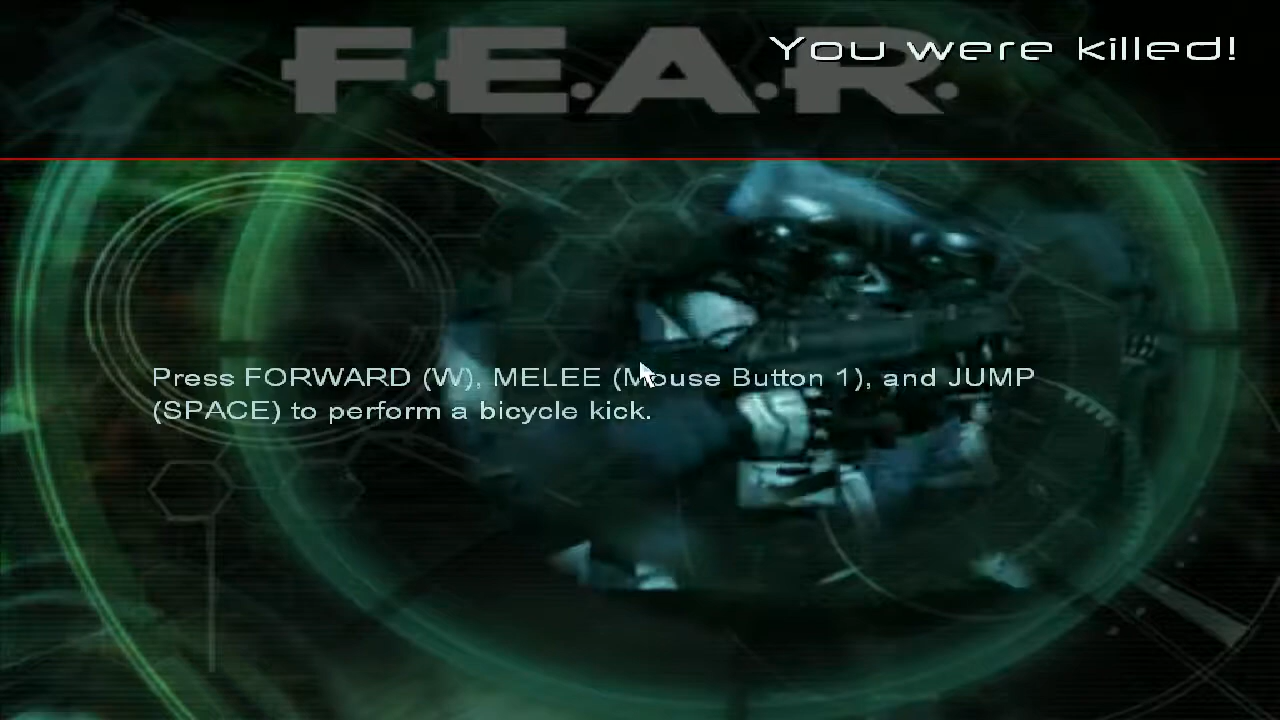 F.E.A.R.
You were killed!
Press FORWARD (W), MELEE (Mouse Button 1), and JUMP
(SPACE) to perform a bicycle kick.